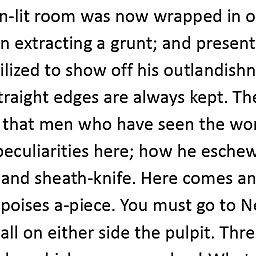 n-lit room was now wrapped in
n extracting a grunt; and present
ilized to show off his outlandishn
traight edges are always kept. The
that men who have seen the wor
peculiarities here; how he eschew
and sheath-knife. Here comes an
poises a-piece. You must go to Ne
all on either side the pulpit. Thre